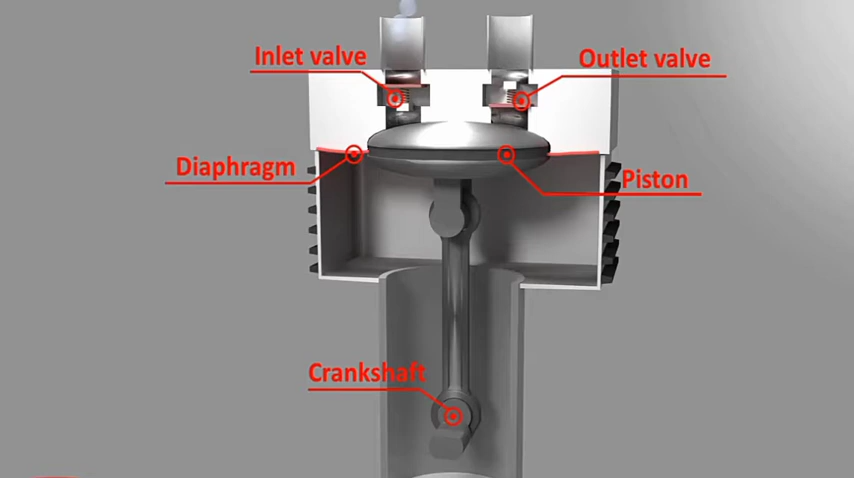 Inlet valve
Outlet valve
Diaphragm
Piston
Crankshaft